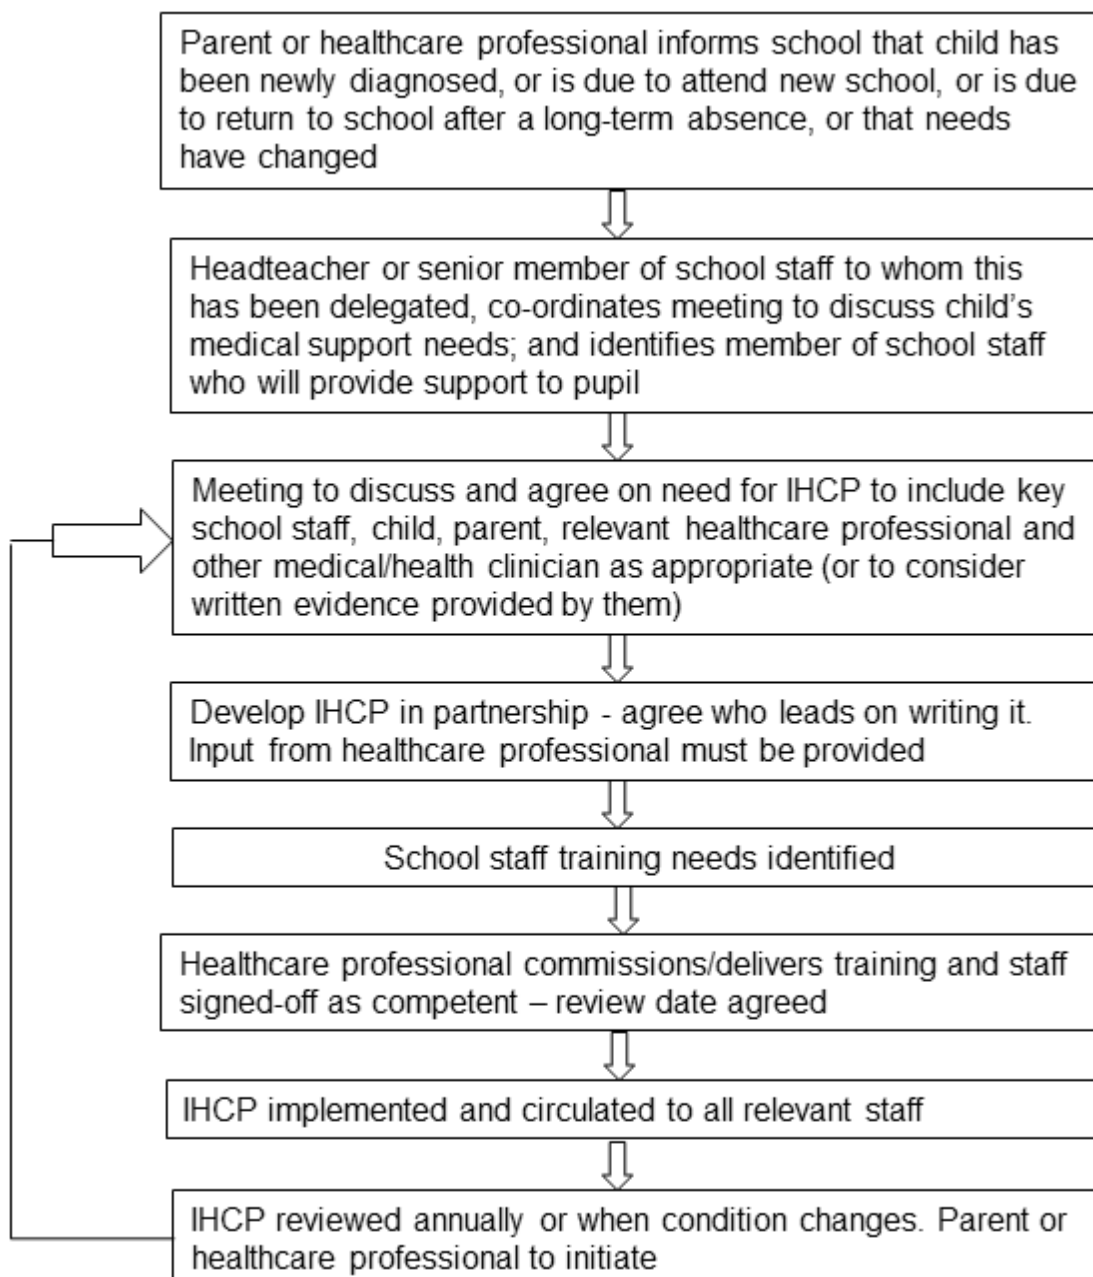 Parent or healthcare professional informs school that child has
been newly diagnosed, or is due to attend new school, or is due
to return to school after a long-term absence, or that needs
have changed
Headteacher or senior member of school staff to whom this
has been delegated, co-ordinates meeting to discuss child's
medical support needs; and identifies member of school staff
who will provide support to pupil
Meeting to discuss and agree on need for IHCP to include key
school staff, child, parent, relevant healthcare professional and
other medical/health clinician as appropriate (or to consider
written evidence provided by them)
Develop IHCP in partnership - agree who leads on writing it.
Input from healthcare professional must be provided
School staff training needs identified
Healthcare professional commissions/delivers training and staff
signed-off as competent – review date agreed
IHCP implemented and circulated to all relevant staff
IHCP reviewed annually or when condition changes. Parent or
healthcare professional to initiate